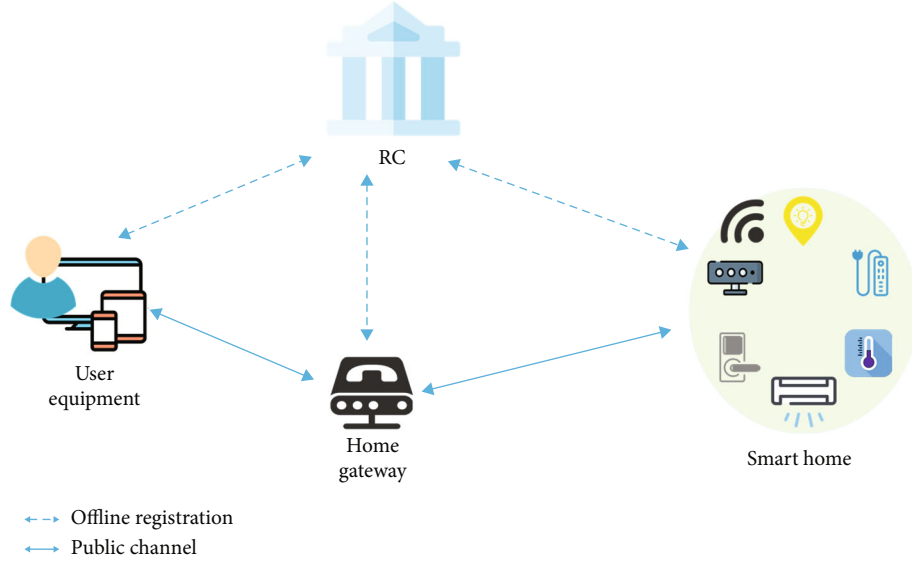 RC
User
equipment
Home
gateway
Smart home
Offline registration
Public channel